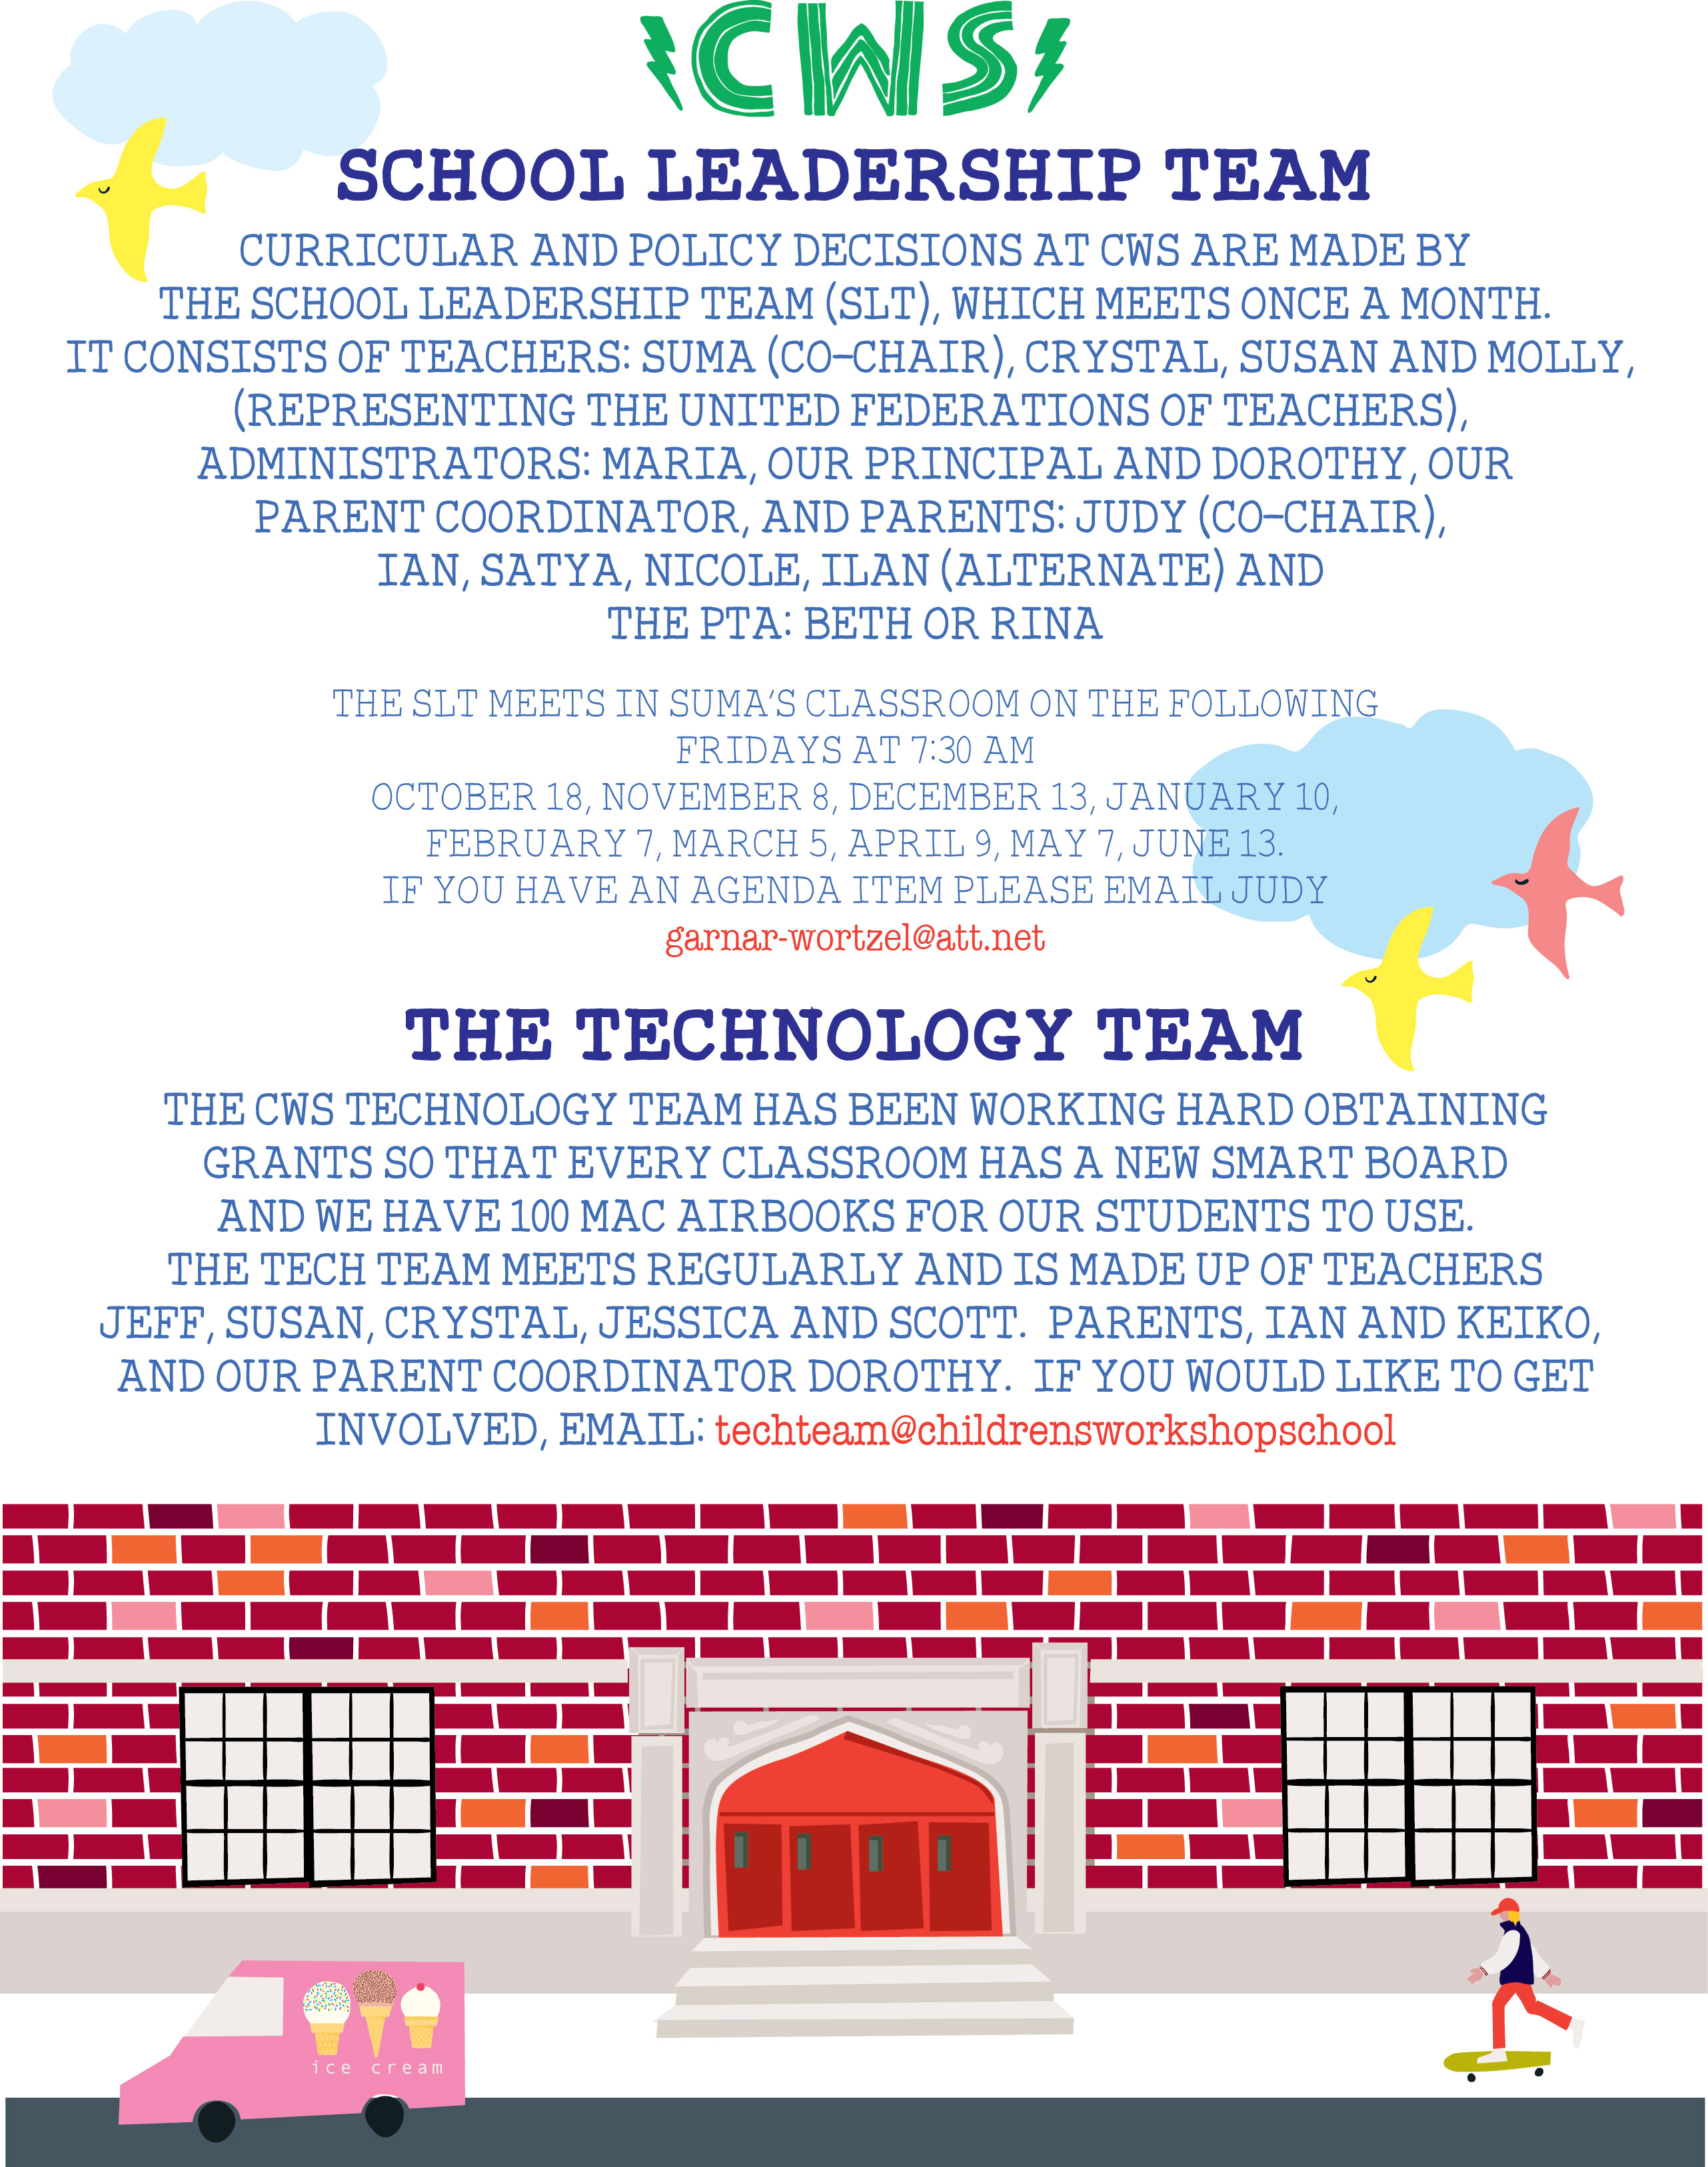 CWS
SCHOOL LEADERSHIP TEAM
CURRICULAR AND POLICY DECISIONS AT CWS ARE MADE BY
THE SCHOOL LEADERSHIP TEAM (SLT), WHICH MEETS ONCE A MONTH.
IT CONSISTS OF TEACHERS: SUMA (CO-CHAIR), CRYSTAL, SUSAN AND MOLLY,
(REPRESENTING THE UNITED FEDERATIONS OF TEACHERS),
ADMINISTRATORS: MARIA, OUR PRINCIPAL AND DOROTHY, OUR
PARENT COORDINATOR, AND PARENTS: JUDY (CO-CHAIR),
IAN, SATYA, NICOLE, ILAN (ALTERNATE) AND
THE PTA: BETH OR RINA
THE SLT MEETS IN SUMA'S CLASSROOM ON THE FOLLOWING
FRIDAYS AT 7:30 AM
OCTOBER 18, NOVEMBER 8, DECEMBER 13, JANUARY 10,
FEBRUARY 7, MARCH 5, APRIL 9, MAY 7, JUNE 13.
IF YOU HAVE AN AGENDA ITEM PLEASE EMAIL JUDY
garnar-wortzel@att.net
THE TECHNOLOGY TEAM
THE CWS TECHNOLOGY TEAM HAS BEEN WORKING HARD OBTAINING
GRANTS SO THAT EVERY CLASSROOM HAS A NEW SMART BOARD
AND WE HAVE 100 MAC AIRBOOKS FOR OUR STUDENTS TO USE.
THE TECH TEAM MEETS REGULARLY AND IS MADE UP OF TEACHERS
JEFF, SUSAN, CRYSTAL, JESSICA AND SCOTT. PARENTS, IAN AND KEIKO,
AND OUR PARENT COORDINATOR DOROTHY. IF YOU WOULD LIKE TO GET
INVOLVED, EMAIL: techteam@childrensworkshopschool
ice cream